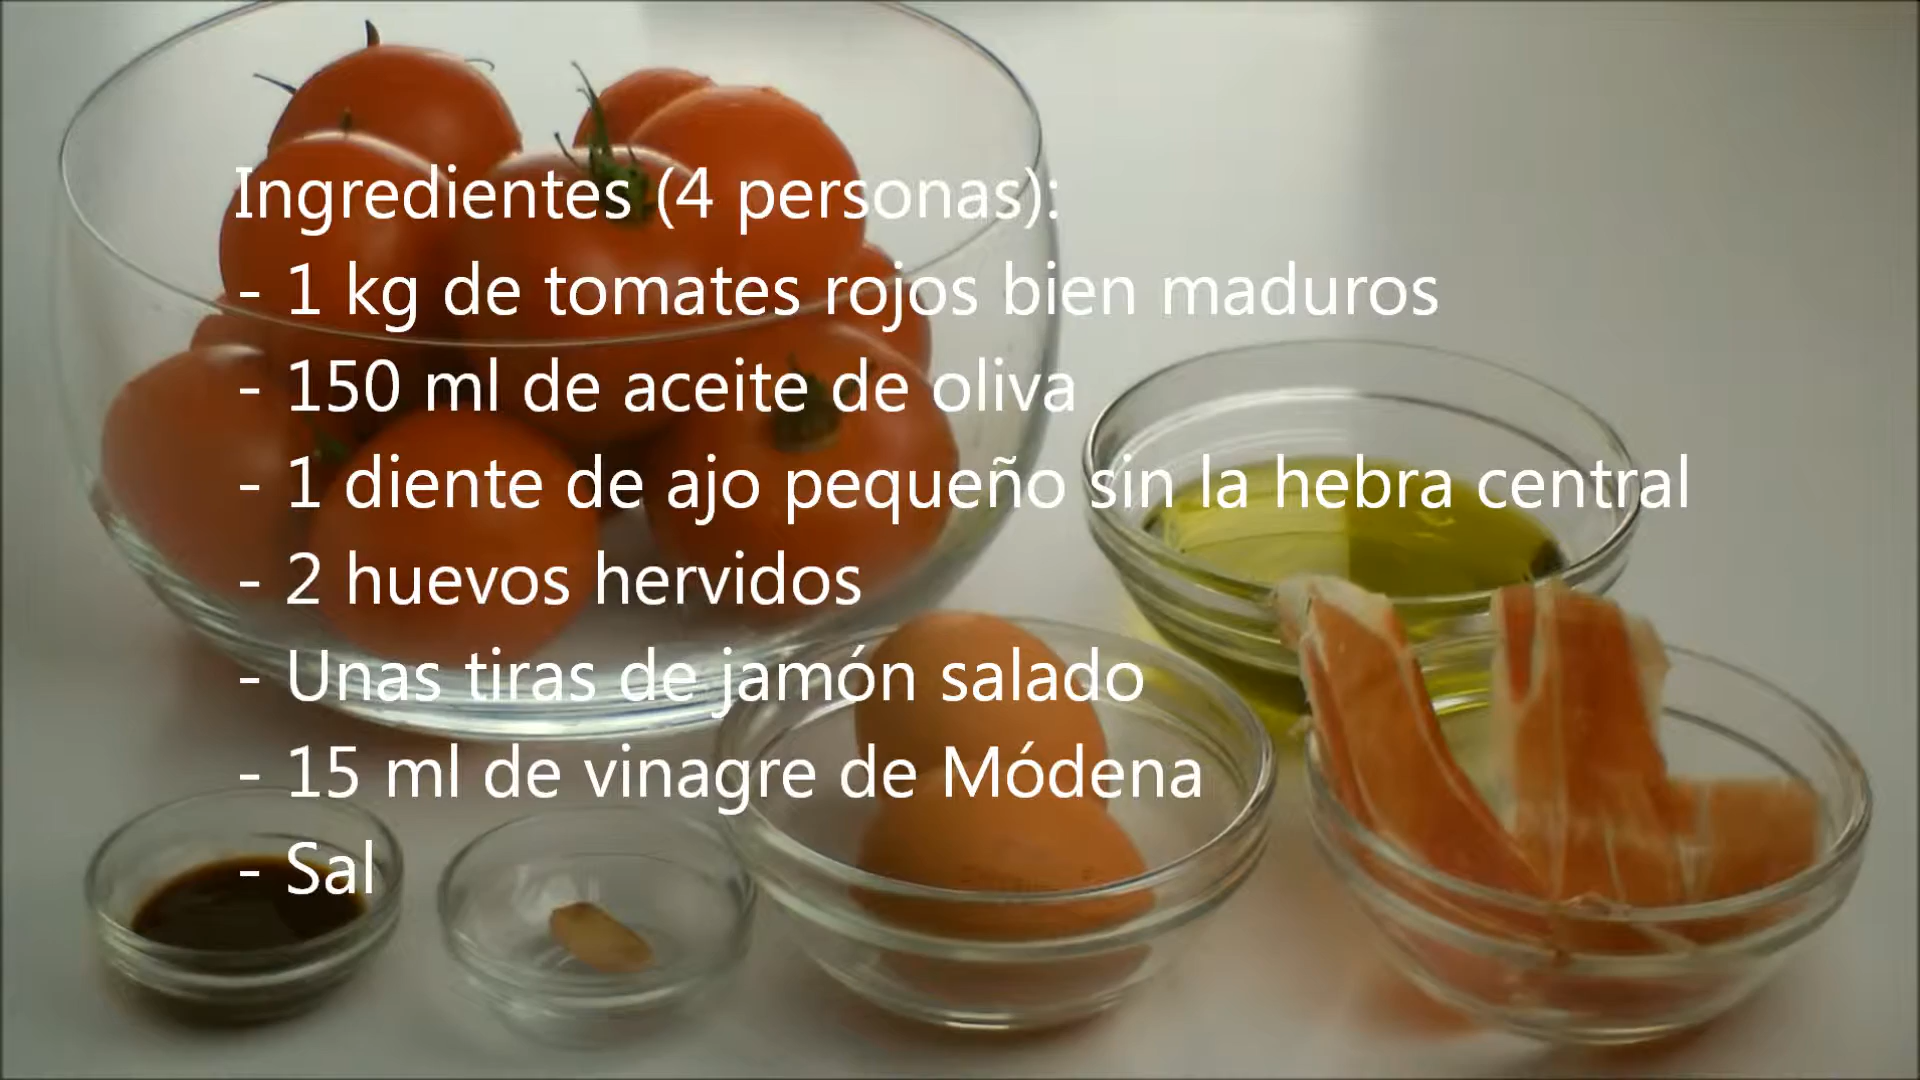 Ingredientes (4 personas):
- 1 kg de tomates rojos bien maduros
- 150 ml de aceite de oliva
- 1 diente de ajo pequeño sin la hebra central
- 2 huevos hervidos
- Unas tiras de jamón salado
- 15 ml de vinagre de Módena
- Sal